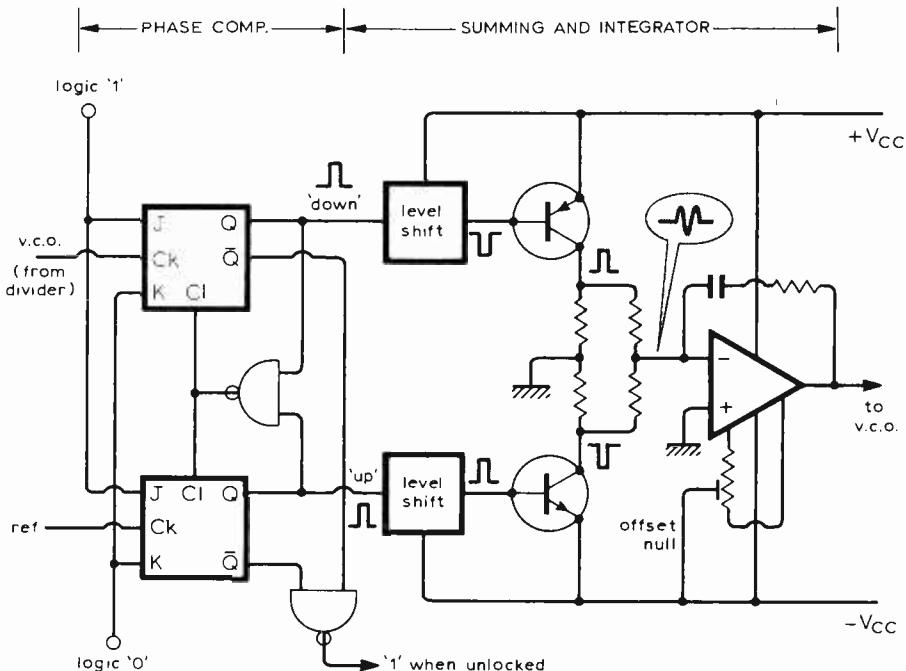 PHASE COMP.
SUMMING AND INTEGRATOR
logic '1'
+VCC
'down'
level
shift
J
Q
Q̄
Ck
K
Cl
v.c.o.
(from
divider)
−
+
to
v.c.o.
'up'
level
shift
J
Cl
Q
Ck
Q̄
K
ref
offset
null
−VCC
logic '0'
'1' when unlocked